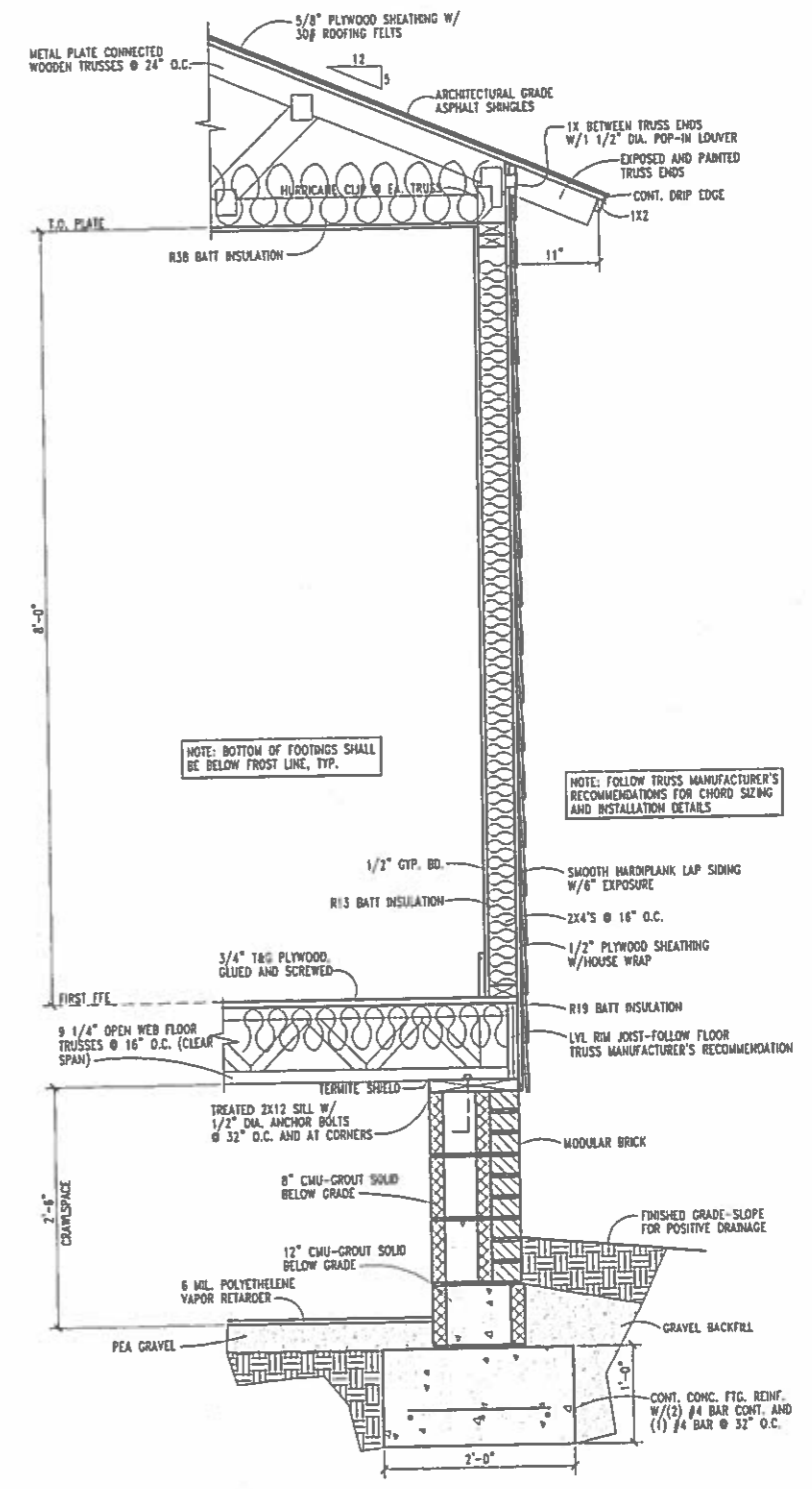 5/8" PLYWOOD SHEATHING W/
30# ROOFING FELTS
METAL PLATE CONNECTED
WOODEN TRUSSES @ 24" O.C.
12
5
ARCHITECTURAL GRADE
ASPHALT SHINGLES
1X BETWEEN TRUSS ENDS
W/1 1/2" DIA. POP-IN LOUVER
EXPOSED AND PAINTED
TRUSS ENDS
HURRICANE CLIP @ EA. TRUSS
CONT. DRIP EDGE
1X2
T.O. PLATE
R38 BATT INSULATION
11"
8'-0"
NOTE: BOTTOM OF FOOTINGS SHALL
BE BELOW FROST LINE, TYP.
NOTE: FOLLOW TRUSS MANUFACTURER'S
RECOMMENDATIONS FOR CHORD SIZING
AND INSTALLATION DETAILS
1/2" GYP. BD.
SMOOTH HARDIPLANK LAP SIDING
W/6" EXPOSURE
R13 BATT INSULATION
2X4'S @ 16" O.C.
1/2" PLYWOOD SHEATHING
W/HOUSE WRAP
3/4" T&G PLYWOOD,
GLUED AND SCREWED
FIRST FFE
R19 BATT INSULATION
9 1/4" OPEN WEB FLOOR
TRUSSES @ 16" O.C. (CLEAR
SPAN)
LVL RIM JOIST-FOLLOW FLOOR
TRUSS MANUFACTURER'S RECOMMENDATION
TERMITE SHIELD
TREATED 2X12 SILL W/
1/2" DIA. ANCHOR BOLTS
@ 32" O.C. AND AT CORNERS
MODULAR BRICK
8" CMU-GROUT SOLID
BELOW GRADE
2'-6"
CRAWLSPACE
FINISHED GRADE-SLOPE
FOR POSITIVE DRAINAGE
12" CMU-GROUT SOLID
BELOW GRADE
6 MIL. POLYETHELENE
VAPOR RETARDER
PEA GRAVEL
GRAVEL BACKFILL
1'-0"
CONT. CONC. FTG. REINF.
W/(2) #4 BAR CONT. AND
(1) #4 BAR @ 32" O.C.
2'-0"